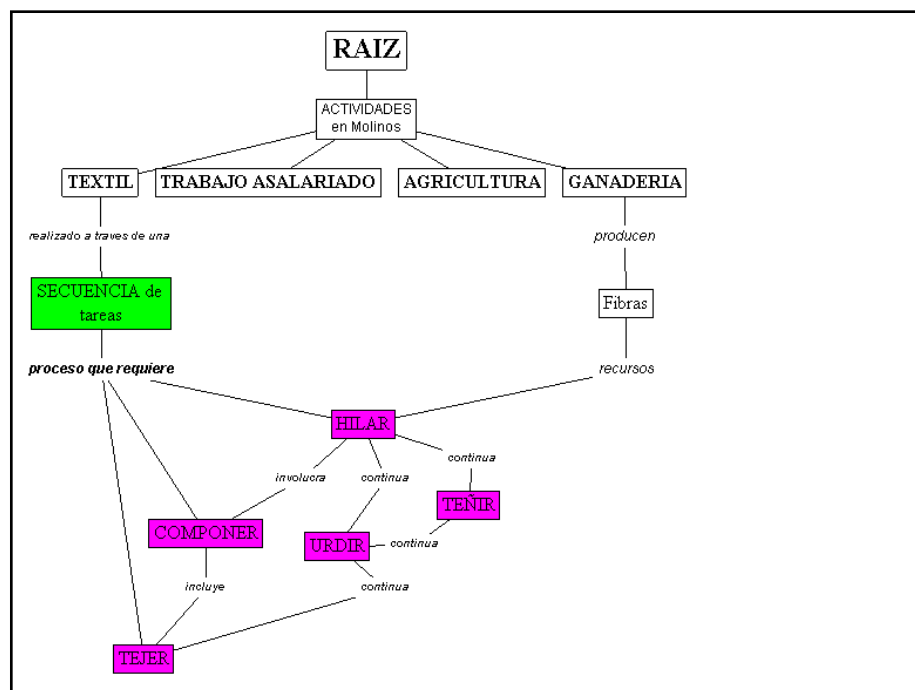 RAIZ
ACTIVIDADES
en Molinos
TEXTIL
TRABAJO ASALARIADO
AGRICULTURA
GANADERIA
realizado a traves de una
producen
SECUENCIA de
tareas
Fibras
proceso que requiere
recursos
HILAR
continua
involucra
continua
TEÑIR
COMPONER
URDIR
continua
incluye
continua
TEJER